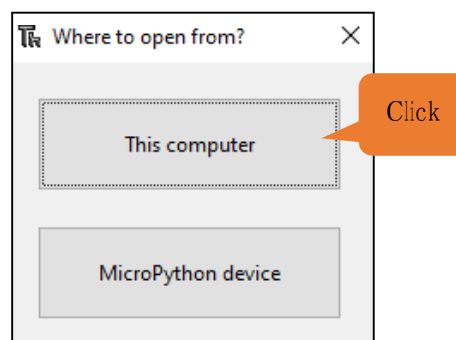 Where to open from?
Click
This computer
MicroPython device